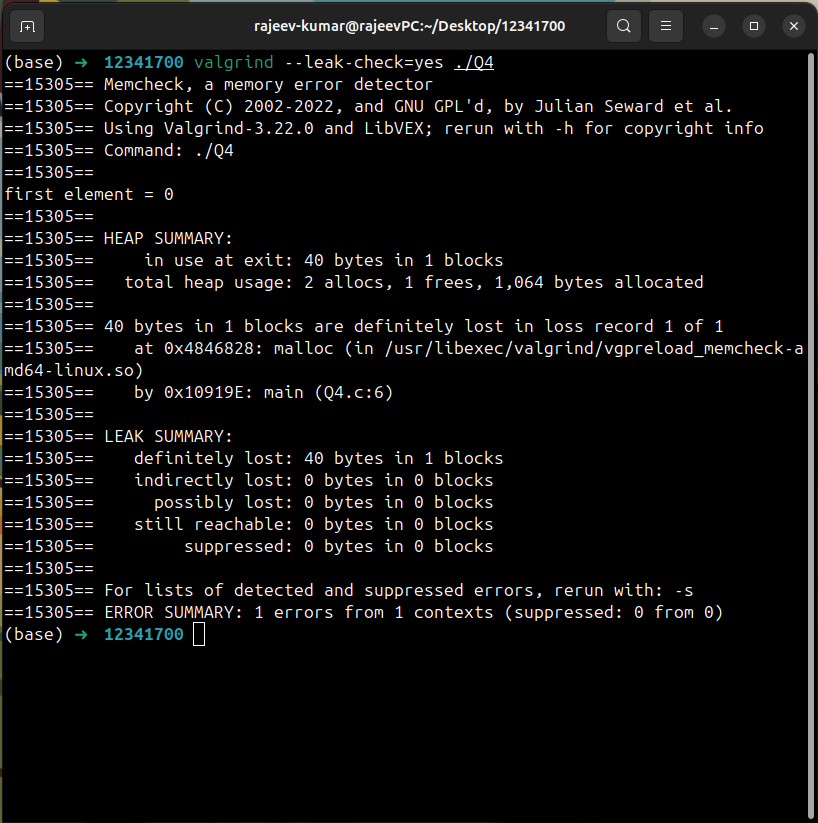 rajeev-kumar@rajeevPC:~/Desktop/12341700
(base) ➜  12341700 valgrind --leak-check=yes ./Q4
==15305== Memcheck, a memory error detector
==15305== Copyright (C) 2002-2022, and GNU GPL'd, by Julian Seward et al.
==15305== Using Valgrind-3.22.0 and LibVEX; rerun with -h for copyright info
==15305== Command: ./Q4
==15305==
first element = 0
==15305==
==15305== HEAP SUMMARY:
==15305==     in use at exit: 40 bytes in 1 blocks
==15305==   total heap usage: 2 allocs, 1 frees, 1,064 bytes allocated
==15305==
==15305== 40 bytes in 1 blocks are definitely lost in loss record 1 of 1
==15305==    at 0x4846828: malloc (in /usr/libexec/valgrind/vgpreload_memcheck-a
md64-linux.so)
==15305==    by 0x10919E: main (Q4.c:6)
==15305==
==15305== LEAK SUMMARY:
==15305==    definitely lost: 40 bytes in 1 blocks
==15305==    indirectly lost: 0 bytes in 0 blocks
==15305==      possibly lost: 0 bytes in 0 blocks
==15305==    still reachable: 0 bytes in 0 blocks
==15305==         suppressed: 0 bytes in 0 blocks
==15305==
==15305== For lists of detected and suppressed errors, rerun with: -s
==15305== ERROR SUMMARY: 1 errors from 1 contexts (suppressed: 0 from 0)
(base) ➜  12341700